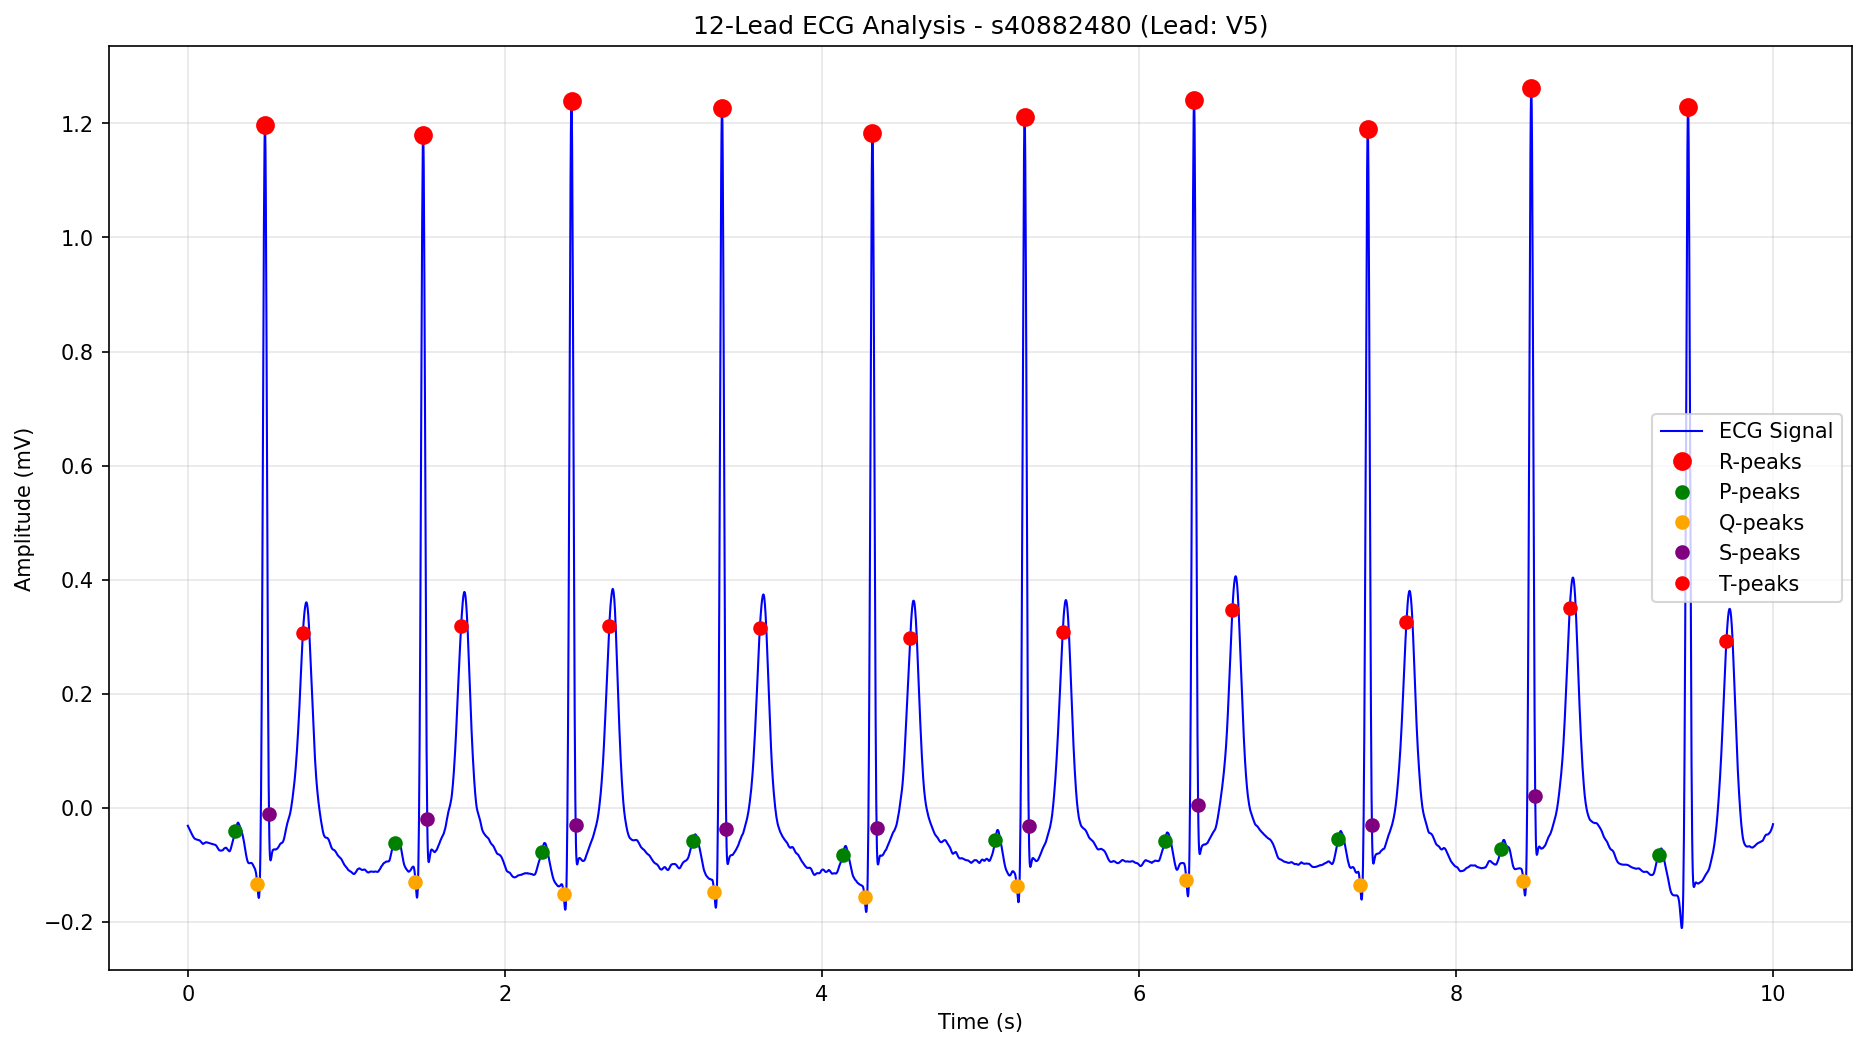 12-Lead ECG Analysis - s40882480 (Lead: V5)
Amplitude (mV)
1.2
1.0
0.8
0.6
0.4
0.2
0.0
−0.2
ECG Signal
R-peaks
P-peaks
Q-peaks
S-peaks
T-peaks
0 2 4 6 8 10
Time (s)